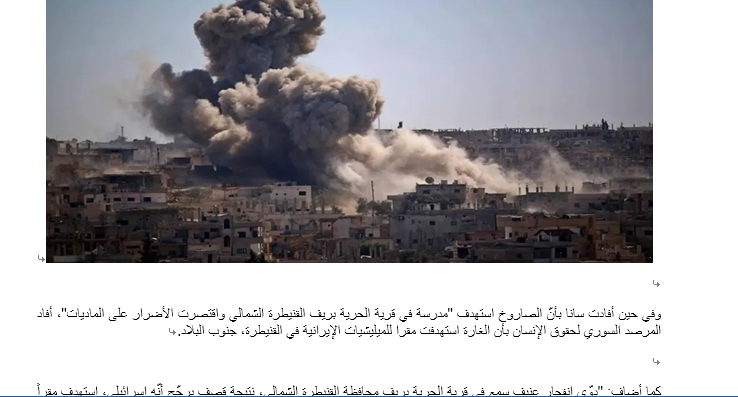 وفي حين أفادت سانا بأنّ الصاروخ استهدف "مدرسة في قرية الحرية بريف القنيطرة الشمالي واقتصرت الأضرار على الماديات"، أفاد
المرصد السوري لحقوق الإنسان بأن الغارة استهدفت مقرا للميليشيات الإيرانية في القنيطرة، جنوب البلاد.
كما أضاف: "دوّى انفجار عنيف سمع في قرية الحرية بريف محافظة القنيطرة الشمالي، نتيجة قصف يرجّح أنّه إسرائيلي، استهدف مقراً